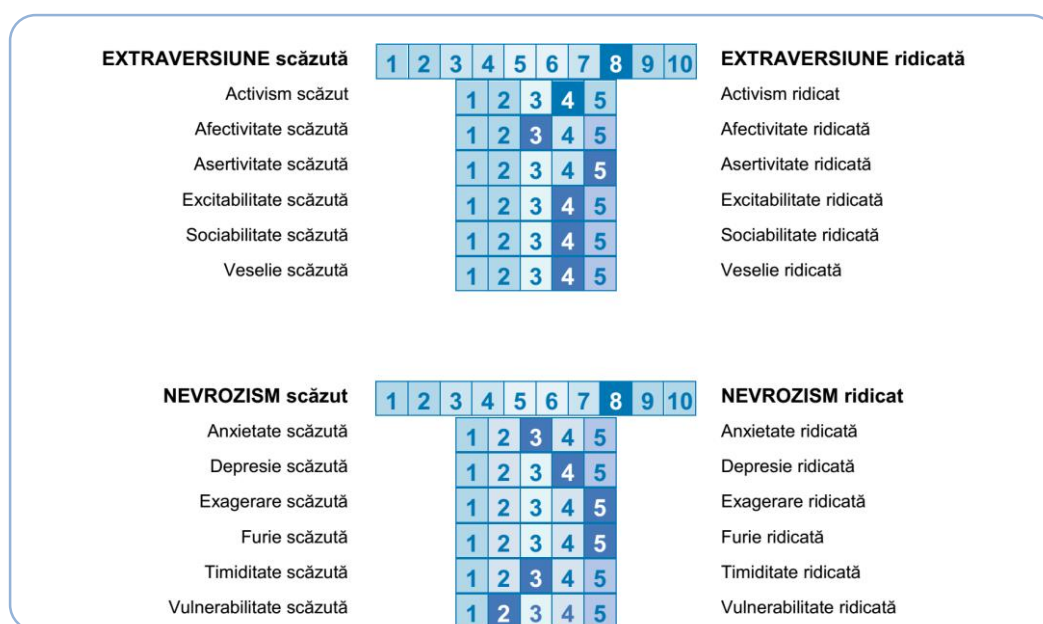 EXTRAVERSIUNE scăzută 1 2 3 4 5 6 7 8 9 10 EXTRAVERSIUNE ridicată
Activism scăzut 1 2 3 4 5 Activism ridicat
Afectivitate scăzută 1 2 3 4 5 Afectivitate ridicată
Asertivitate scăzută 1 2 3 4 5 Asertivitate ridicată
Excitabilitate scăzută 1 2 3 4 5 Excitabilitate ridicată
Sociabilitate scăzută 1 2 3 4 5 Sociabilitate ridicată
Veselie scăzută 1 2 3 4 5 Veselie ridicată
NEVROZISM scăzut 1 2 3 4 5 6 7 8 9 10 NEVROZISM ridicat
Anxietate scăzută 1 2 3 4 5 Anxietate ridicată
Depresie scăzută 1 2 3 4 5 Depresie ridicată
Exagerare scăzută 1 2 3 4 5 Exagerare ridicată
Furie scăzută 1 2 3 4 5 Furie ridicată
Timiditate scăzută 1 2 3 4 5 Timiditate ridicată
Vulnerabilitate scăzută 1 2 3 4 5 Vulnerabilitate ridicată